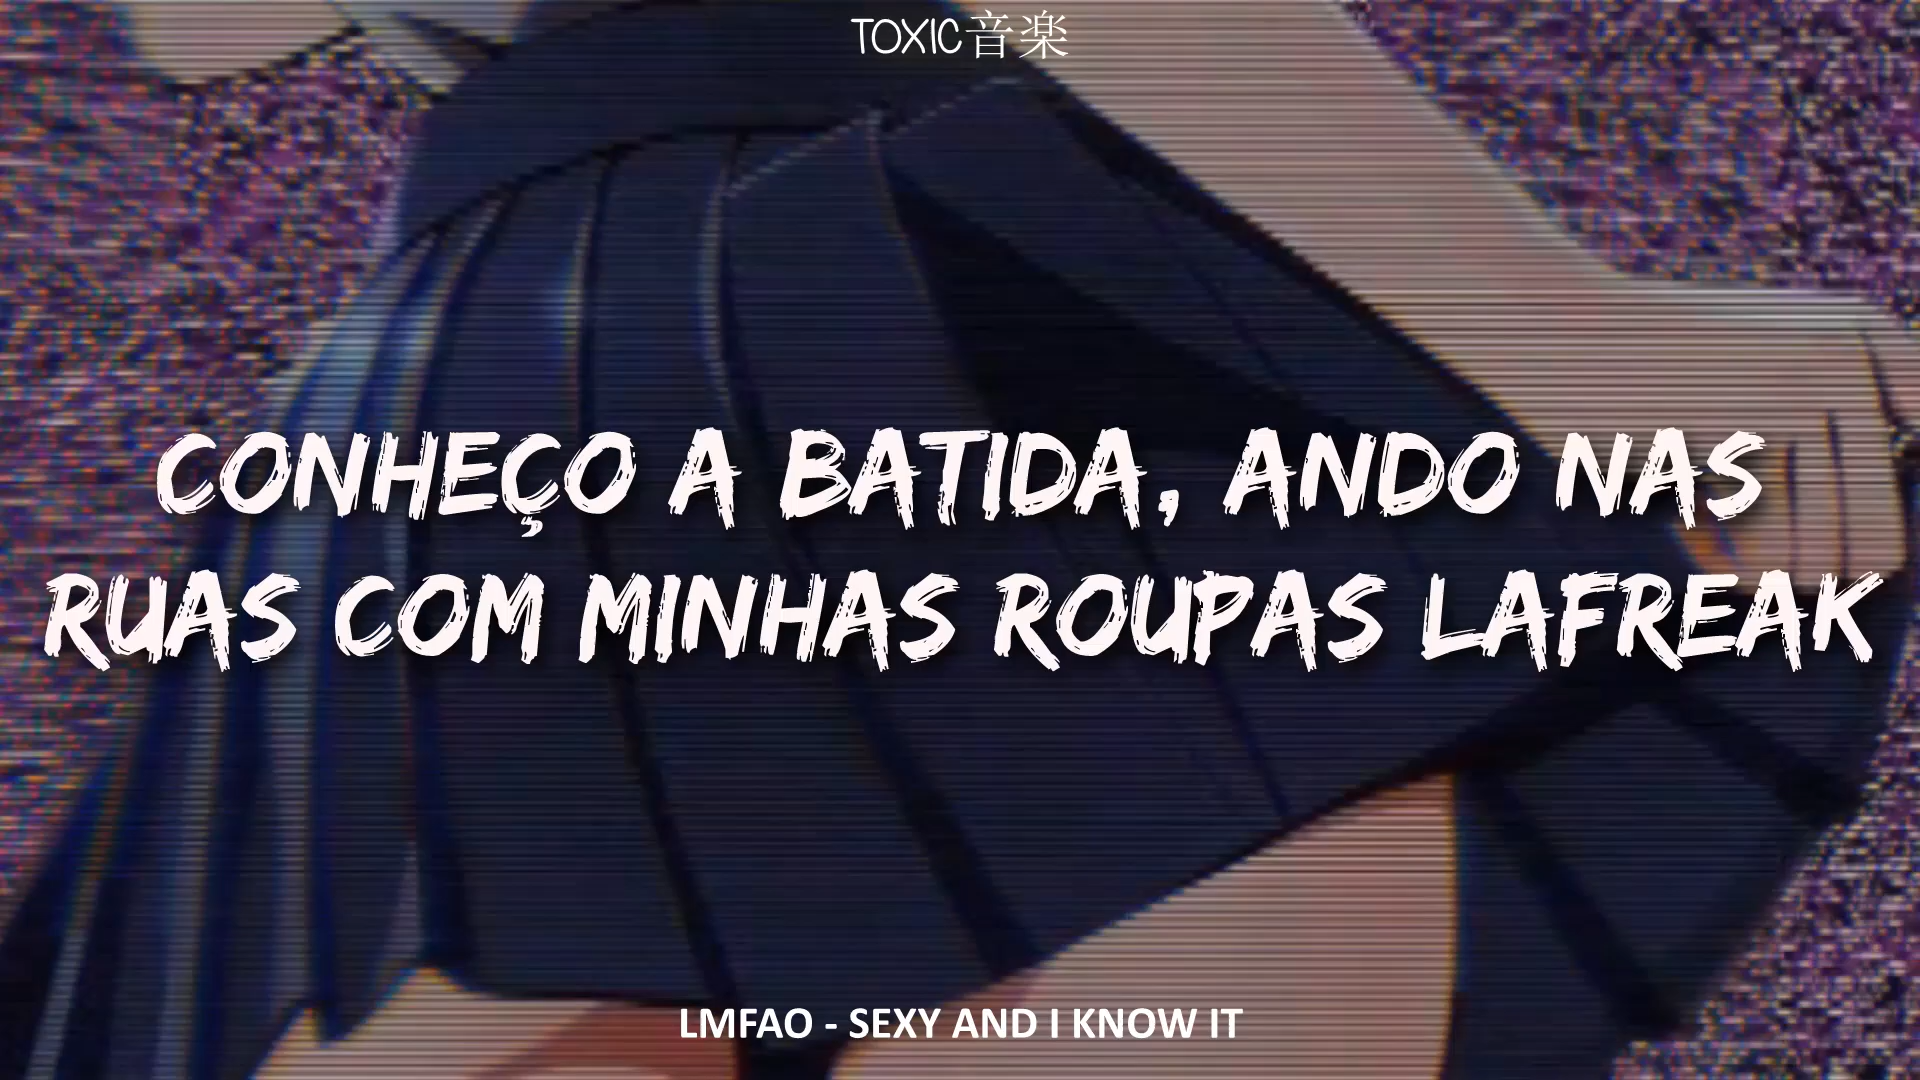 TOXIC音楽
CONHEÇO A BATIDA, ANDO NAS
RUAS COM MINHAS ROUPAS LAFREAK
LMFAO - SEXY AND I KNOW IT